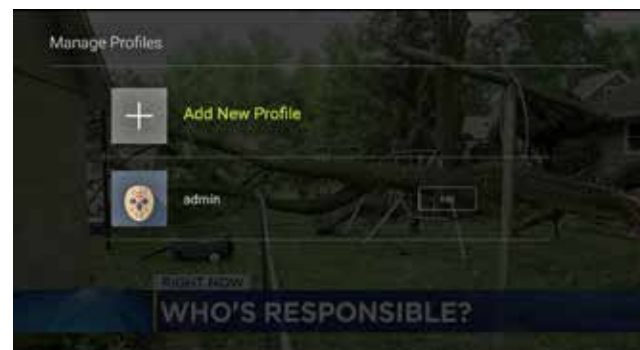 Manage Profiles
Add New Profile
admin
RIGHT NOW
WHO'S RESPONSIBLE?